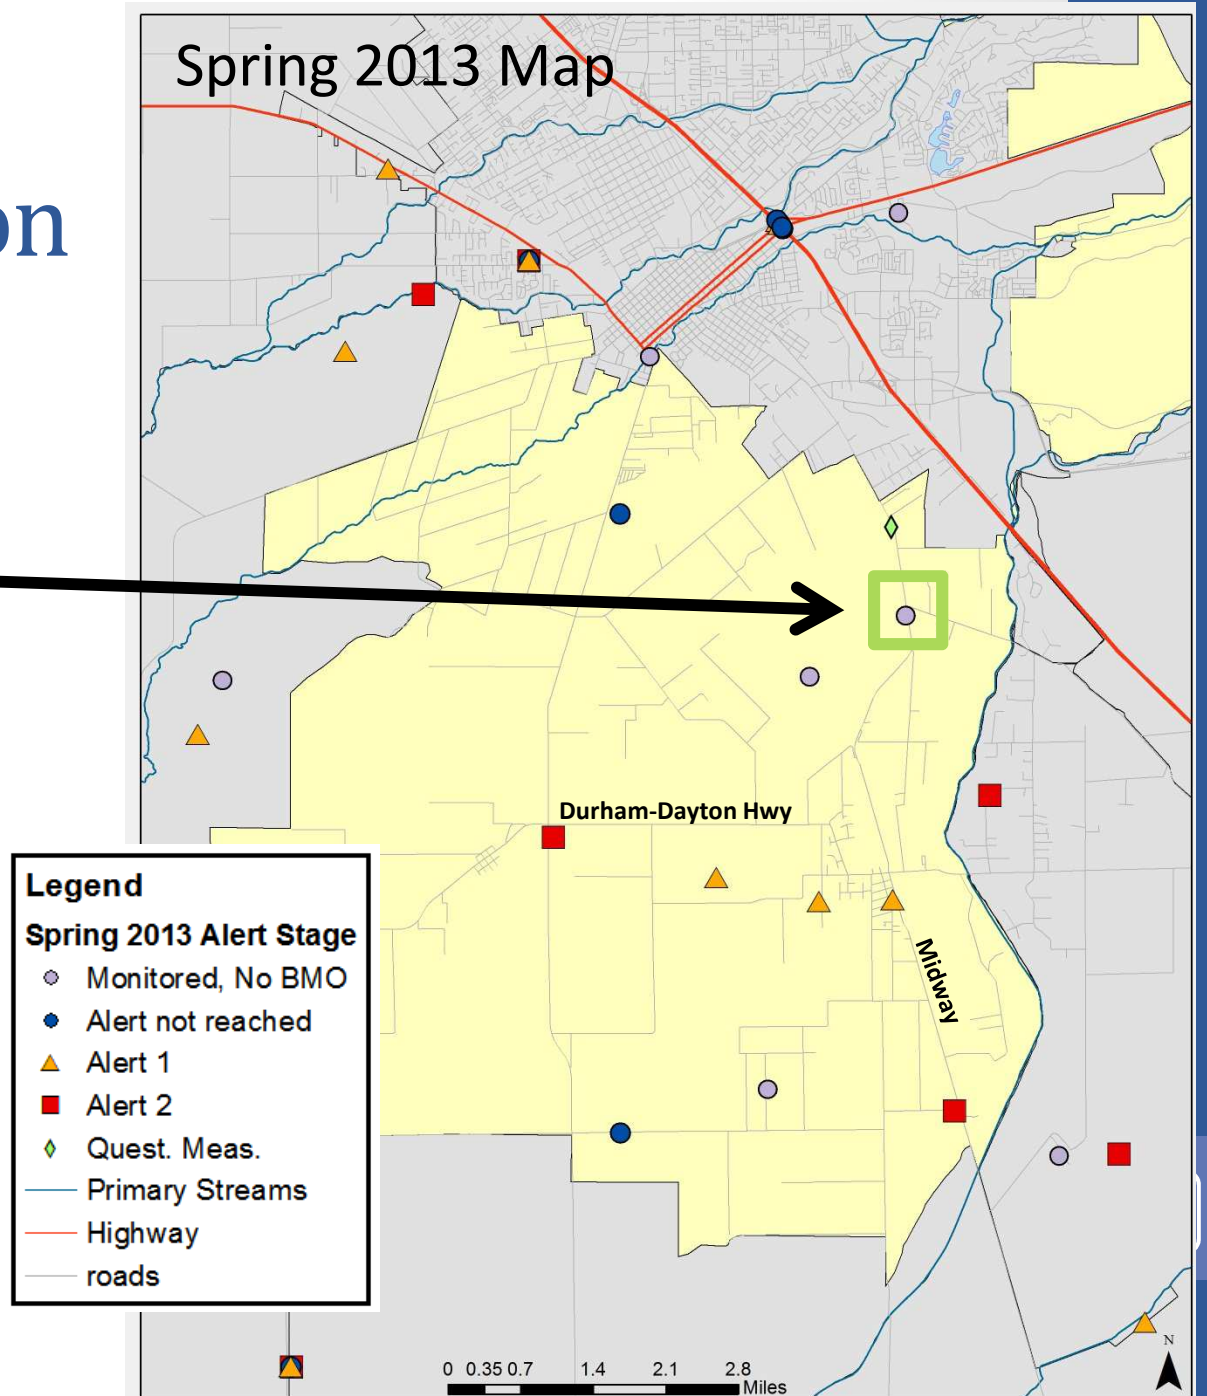 Spring 2013 Map
on
Durham-Dayton Hwy
Midway
Legend
Spring 2013 Alert Stage
Monitored, No BMO
Alert not reached
Alert 1
Alert 2
Quest. Meas.
Primary Streams
Highway
roads
0 0.35 0.7 1.4 2.1 2.8
Miles
N